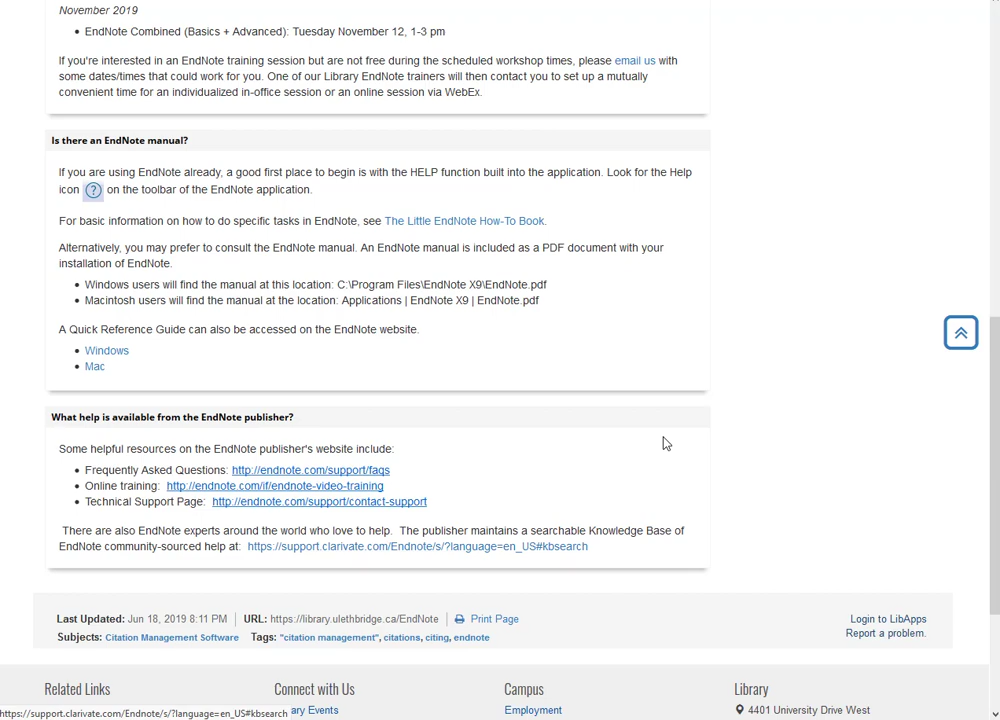 November 2019
• EndNote Combined (Basics + Advanced): Tuesday November 12, 1-3 pm
If you're interested in an EndNote training session but are not free during the scheduled workshop times, please email us with
some dates/times that could work for you. One of our Library EndNote trainers will then contact you to set up a mutually
convenient time for an individualized in-office session or an online session via WebEx.
Is there an EndNote manual?
If you are using EndNote already, a good first place to begin is with the HELP function built into the application. Look for the Help
icon ? on the toolbar of the EndNote application.
For basic information on how to do specific tasks in EndNote, see The Little EndNote How-To Book.
Alternatively, you may prefer to consult the EndNote manual. An EndNote manual is included as a PDF document with your
installation of EndNote.
• Windows users will find the manual at this location: C:\Program Files\EndNote X9\EndNote.pdf
• Macintosh users will find the manual at the location: Applications | EndNote X9 | EndNote.pdf
A Quick Reference Guide can also be accessed on the EndNote website.
• Windows
• Mac
What help is available from the EndNote publisher?
Some helpful resources on the EndNote publisher's website include:
• Frequently Asked Questions: http://endnote.com/support/faqs
• Online training: http://endnote.com/if/endnote-video-training
• Technical Support Page: http://endnote.com/support/contact-support
There are also EndNote experts around the world who love to help. The publisher maintains a searchable Knowledge Base of
EndNote community-sourced help at: https://support.clarivate.com/Endnote/s/?language=en_US#kbsearch
Last Updated: Jun 18, 2019 8:11 PM | URL: https://library.ulethbridge.ca/EndNote | Print Page
Login to LibApps
Subjects: Citation Management Software Tags: "citation management", citations, citing, endnote
Report a problem.
Related Links Connect with Us Campus Library
https://support.clarivate.com/Endnote/s/?language=en_US#kbsearch ary Events Employment 4401 University Drive West